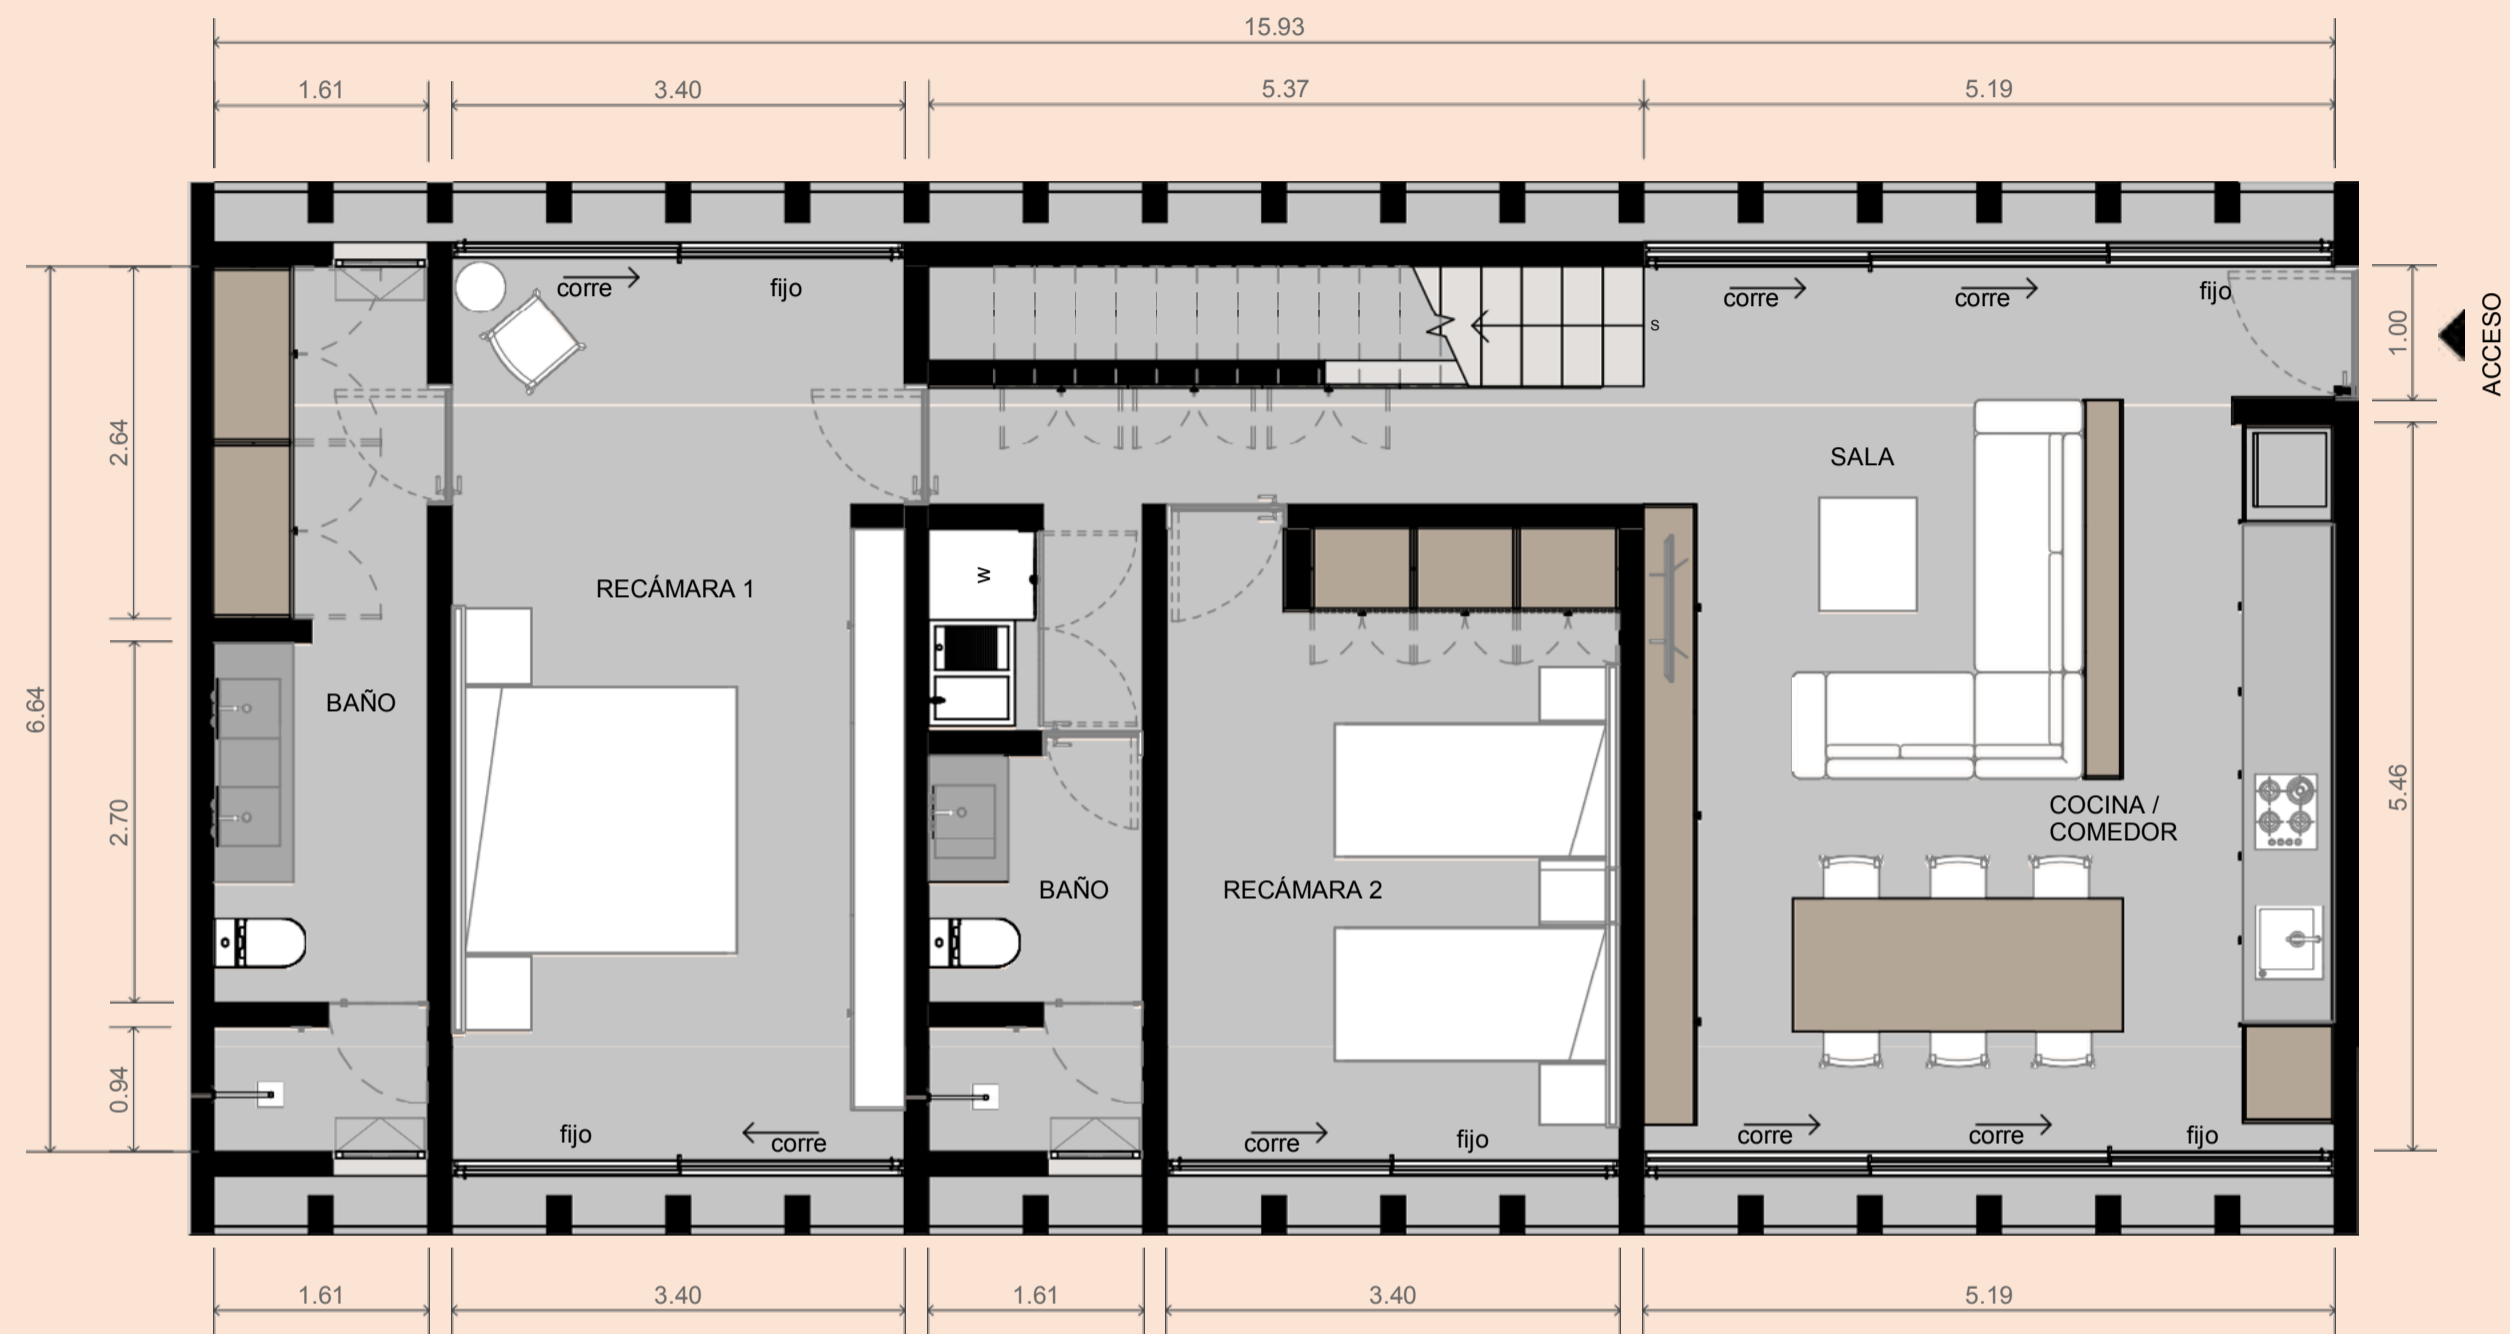 15.93
1.61
3.40
5.37
5.19
corre
fijo
corre
corre
fijo
S
1.00
ACCESO
2.64
SALA
W
RECÁMARA 1
6.64
BAÑO
2.70
COCINA /
COMEDOR
5.46
BAÑO
RECÁMARA 2
0.94
fijo
corre
corre
fijo
corre
corre
fijo
1.61
3.40
1.61
3.40
5.19